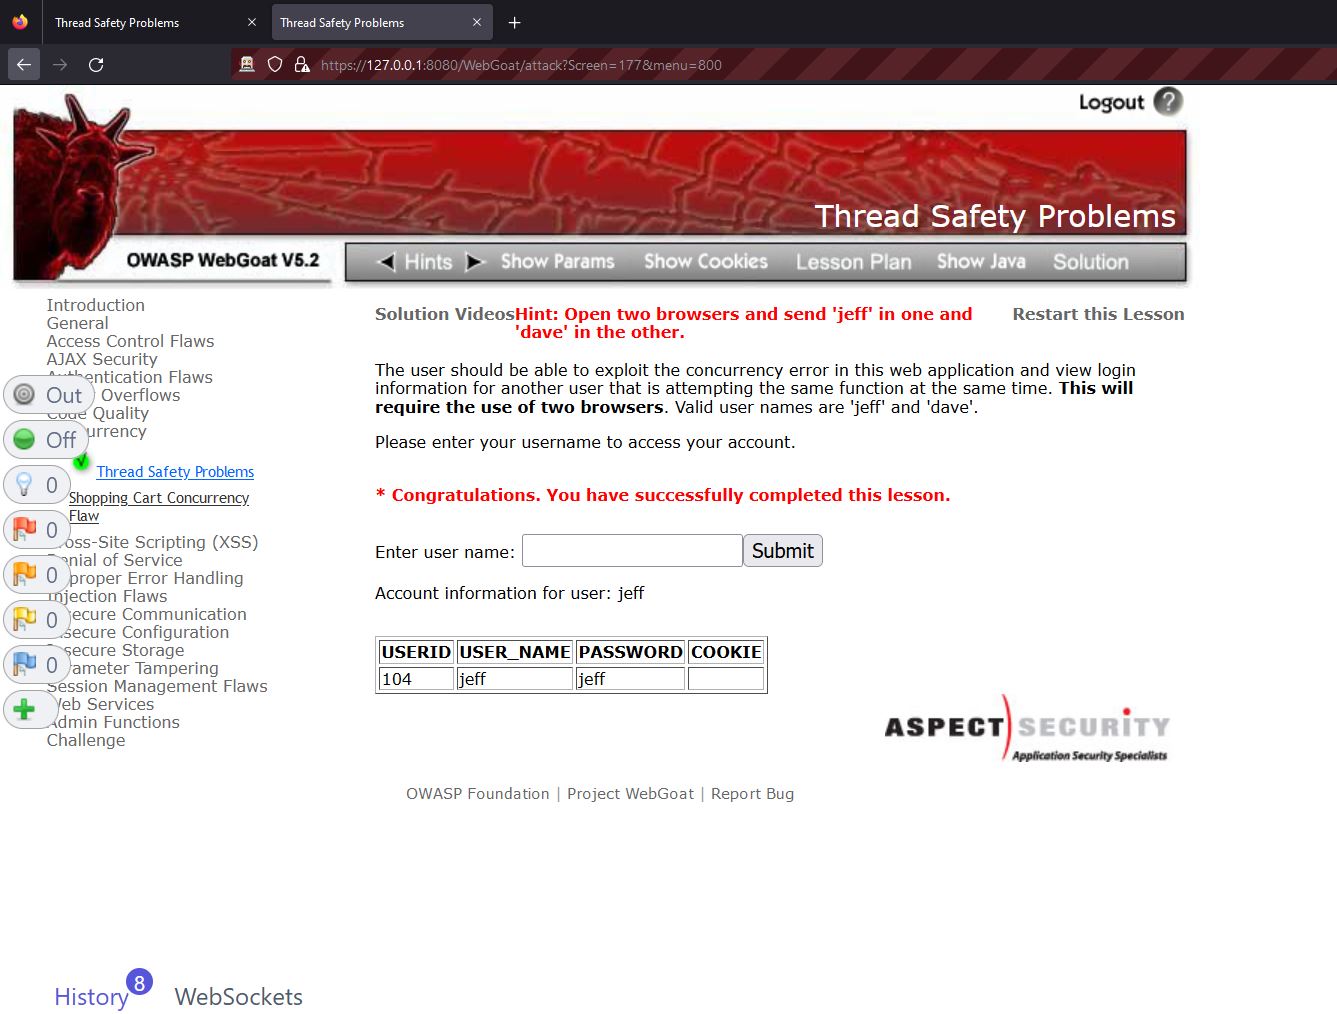 Thread Safety Problems
Thread Safety Problems
https://127.0.0.1:8080/WebGoat/attack?Screen=177&menu=800
Logout ?
Thread Safety Problems
OWASP WebGoat V5.2
Hints Show Params Show Cookies Lesson Plan Show Java Solution
Introduction
General
Access Control Flaws
AJAX Security
Authentication Flaws
Overflows
Code Quality
Thread Safety Problems
Shopping Cart Concurrency
Flaw
Cross-Site Scripting (XSS)
Denial of Service
Improper Error Handling
Injection Flaws
Insecure Communication
Insecure Configuration
Insecure Storage
Parameter Tampering
Session Management Flaws
Web Services
Admin Functions
Challenge
Out
Off
0
0
0
0
0
Solution Videos
Hint: Open two browsers and send 'jeff' in one and
'dave' in the other.
Restart this Lesson
The user should be able to exploit the concurrency error in this web application and view login
information for another user that is attempting the same function at the same time. This will
require the use of two browsers. Valid user names are 'jeff' and 'dave'.
Please enter your username to access your account.
* Congratulations. You have successfully completed this lesson.
Enter user name: Submit
Account information for user: jeff
USERID USER_NAME PASSWORD COOKIE
104 jeff jeff
ASPECT SECURITY
Application Security Specialists
OWASP Foundation | Project WebGoat | Report Bug
History 8 WebSockets